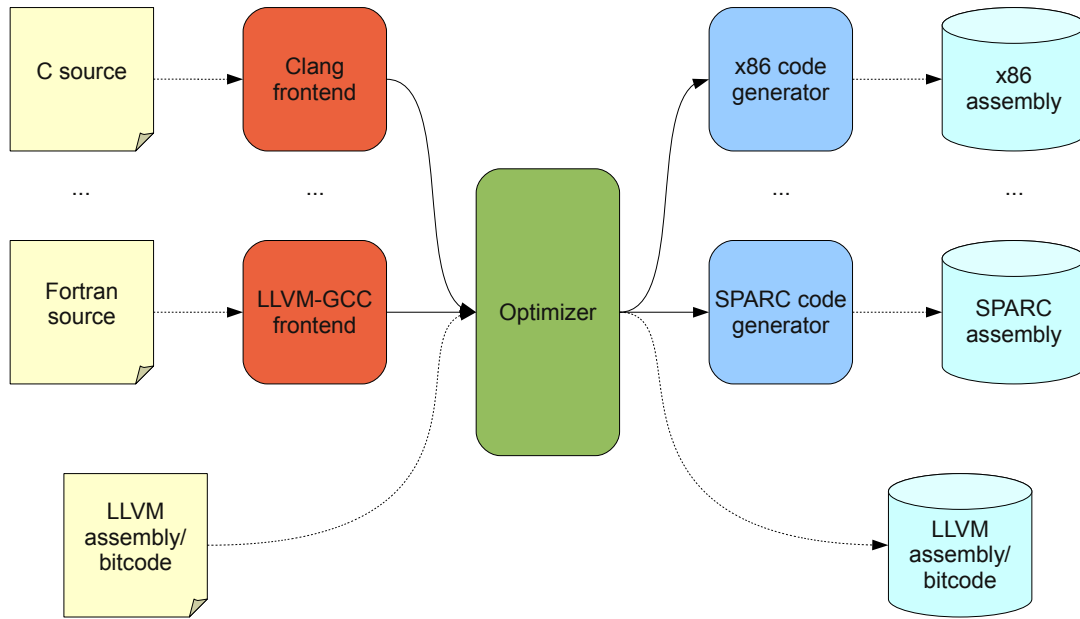 C source
Clang
frontend
x86 code
generator
x86
assembly
...
...
...
...
Fortran
source
LLVM-GCC
frontend
Optimizer
SPARC code
generator
SPARC
assembly
LLVM
assembly/
bitcode
LLVM
assembly/
bitcode